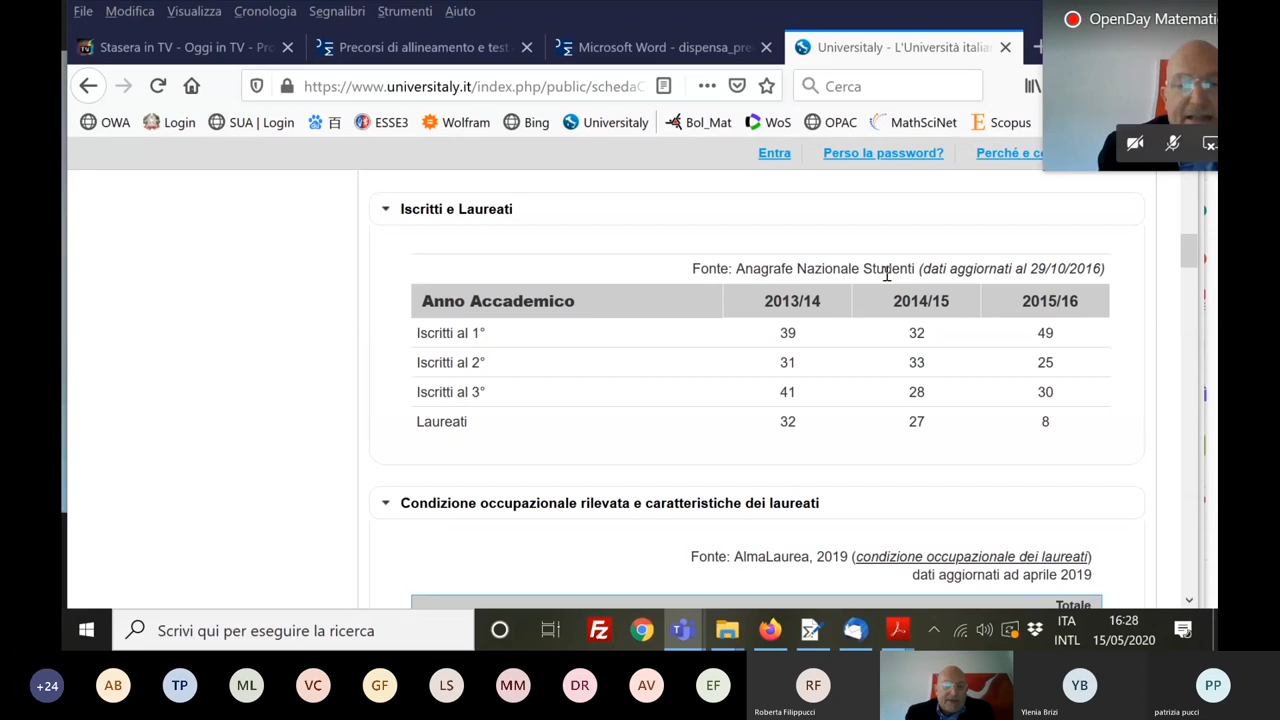 File Modifica Visualizza Cronologia Segnalibri Strumenti Aiuto
OpenDay Matemati
Stasera in TV - Oggi in TV - Pro
Precorsi di allineamento e test
Microsoft Word - dispensa_pre
Universitaly - L'Università italia
https://www.universitaly.it/index.php/public/schedaC
Cerca
OWA Login SUA | Login 百 ESSE3 Wolfram Bing Universitaly Bol_Mat WoS OPAC MathSciNet Scopus
Entra Perso la password? Perché e co
Iscritti e Laureati
Fonte: Anagrafe Nazionale Studenti (dati aggiornati al 29/10/2016)
Anno Accademico 2013/14 2014/15 2015/16
Iscritti al 1° 39 32 49
Iscritti al 2° 31 33 25
Iscritti al 3° 41 28 30
Laureati 32 27 8
Condizione occupazionale rilevata e caratteristiche dei laureati
Fonte: AlmaLaurea, 2019 (condizione occupazionale dei laureati)
dati aggiornati ad aprile 2019
Totale
Scrivi qui per eseguire la ricerca
ITA
INTL
16:28
15/05/2020
+24 AB TP ML VC GF LS MM DR AV EF RF YB PP
Roberta Filippucci
Ylenia Brizi
patrizia pucci